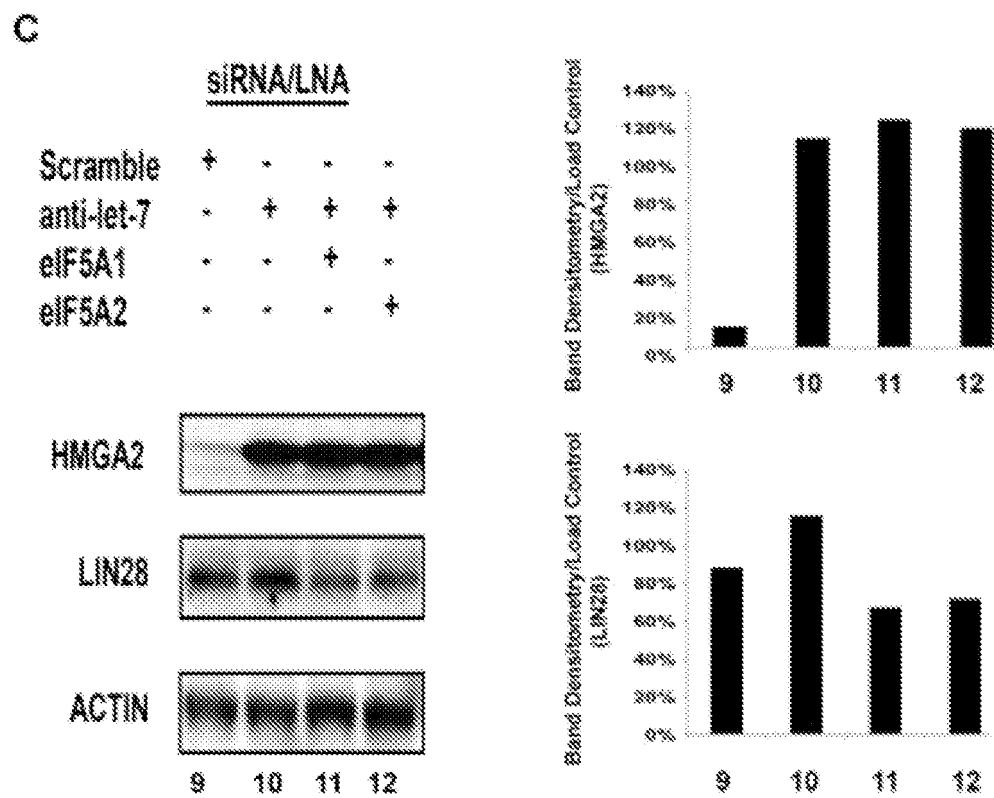 C
siRNA/LNA
Scramble + - - -
anti-let-7 - + + +
eIF5A1 - - + -
eIF5A2 - - - +
HMGA2
LIN28
ACTIN
9 10 11 12
Band Densitometry/Load Control
(HMGA2)
140%
120%
100%
80%
60%
40%
20%
0%
9 10 11 12
Band Densitometry/Load Control
(LIN28)
140%
120%
100%
80%
60%
40%
20%
0%
9 10 11 12